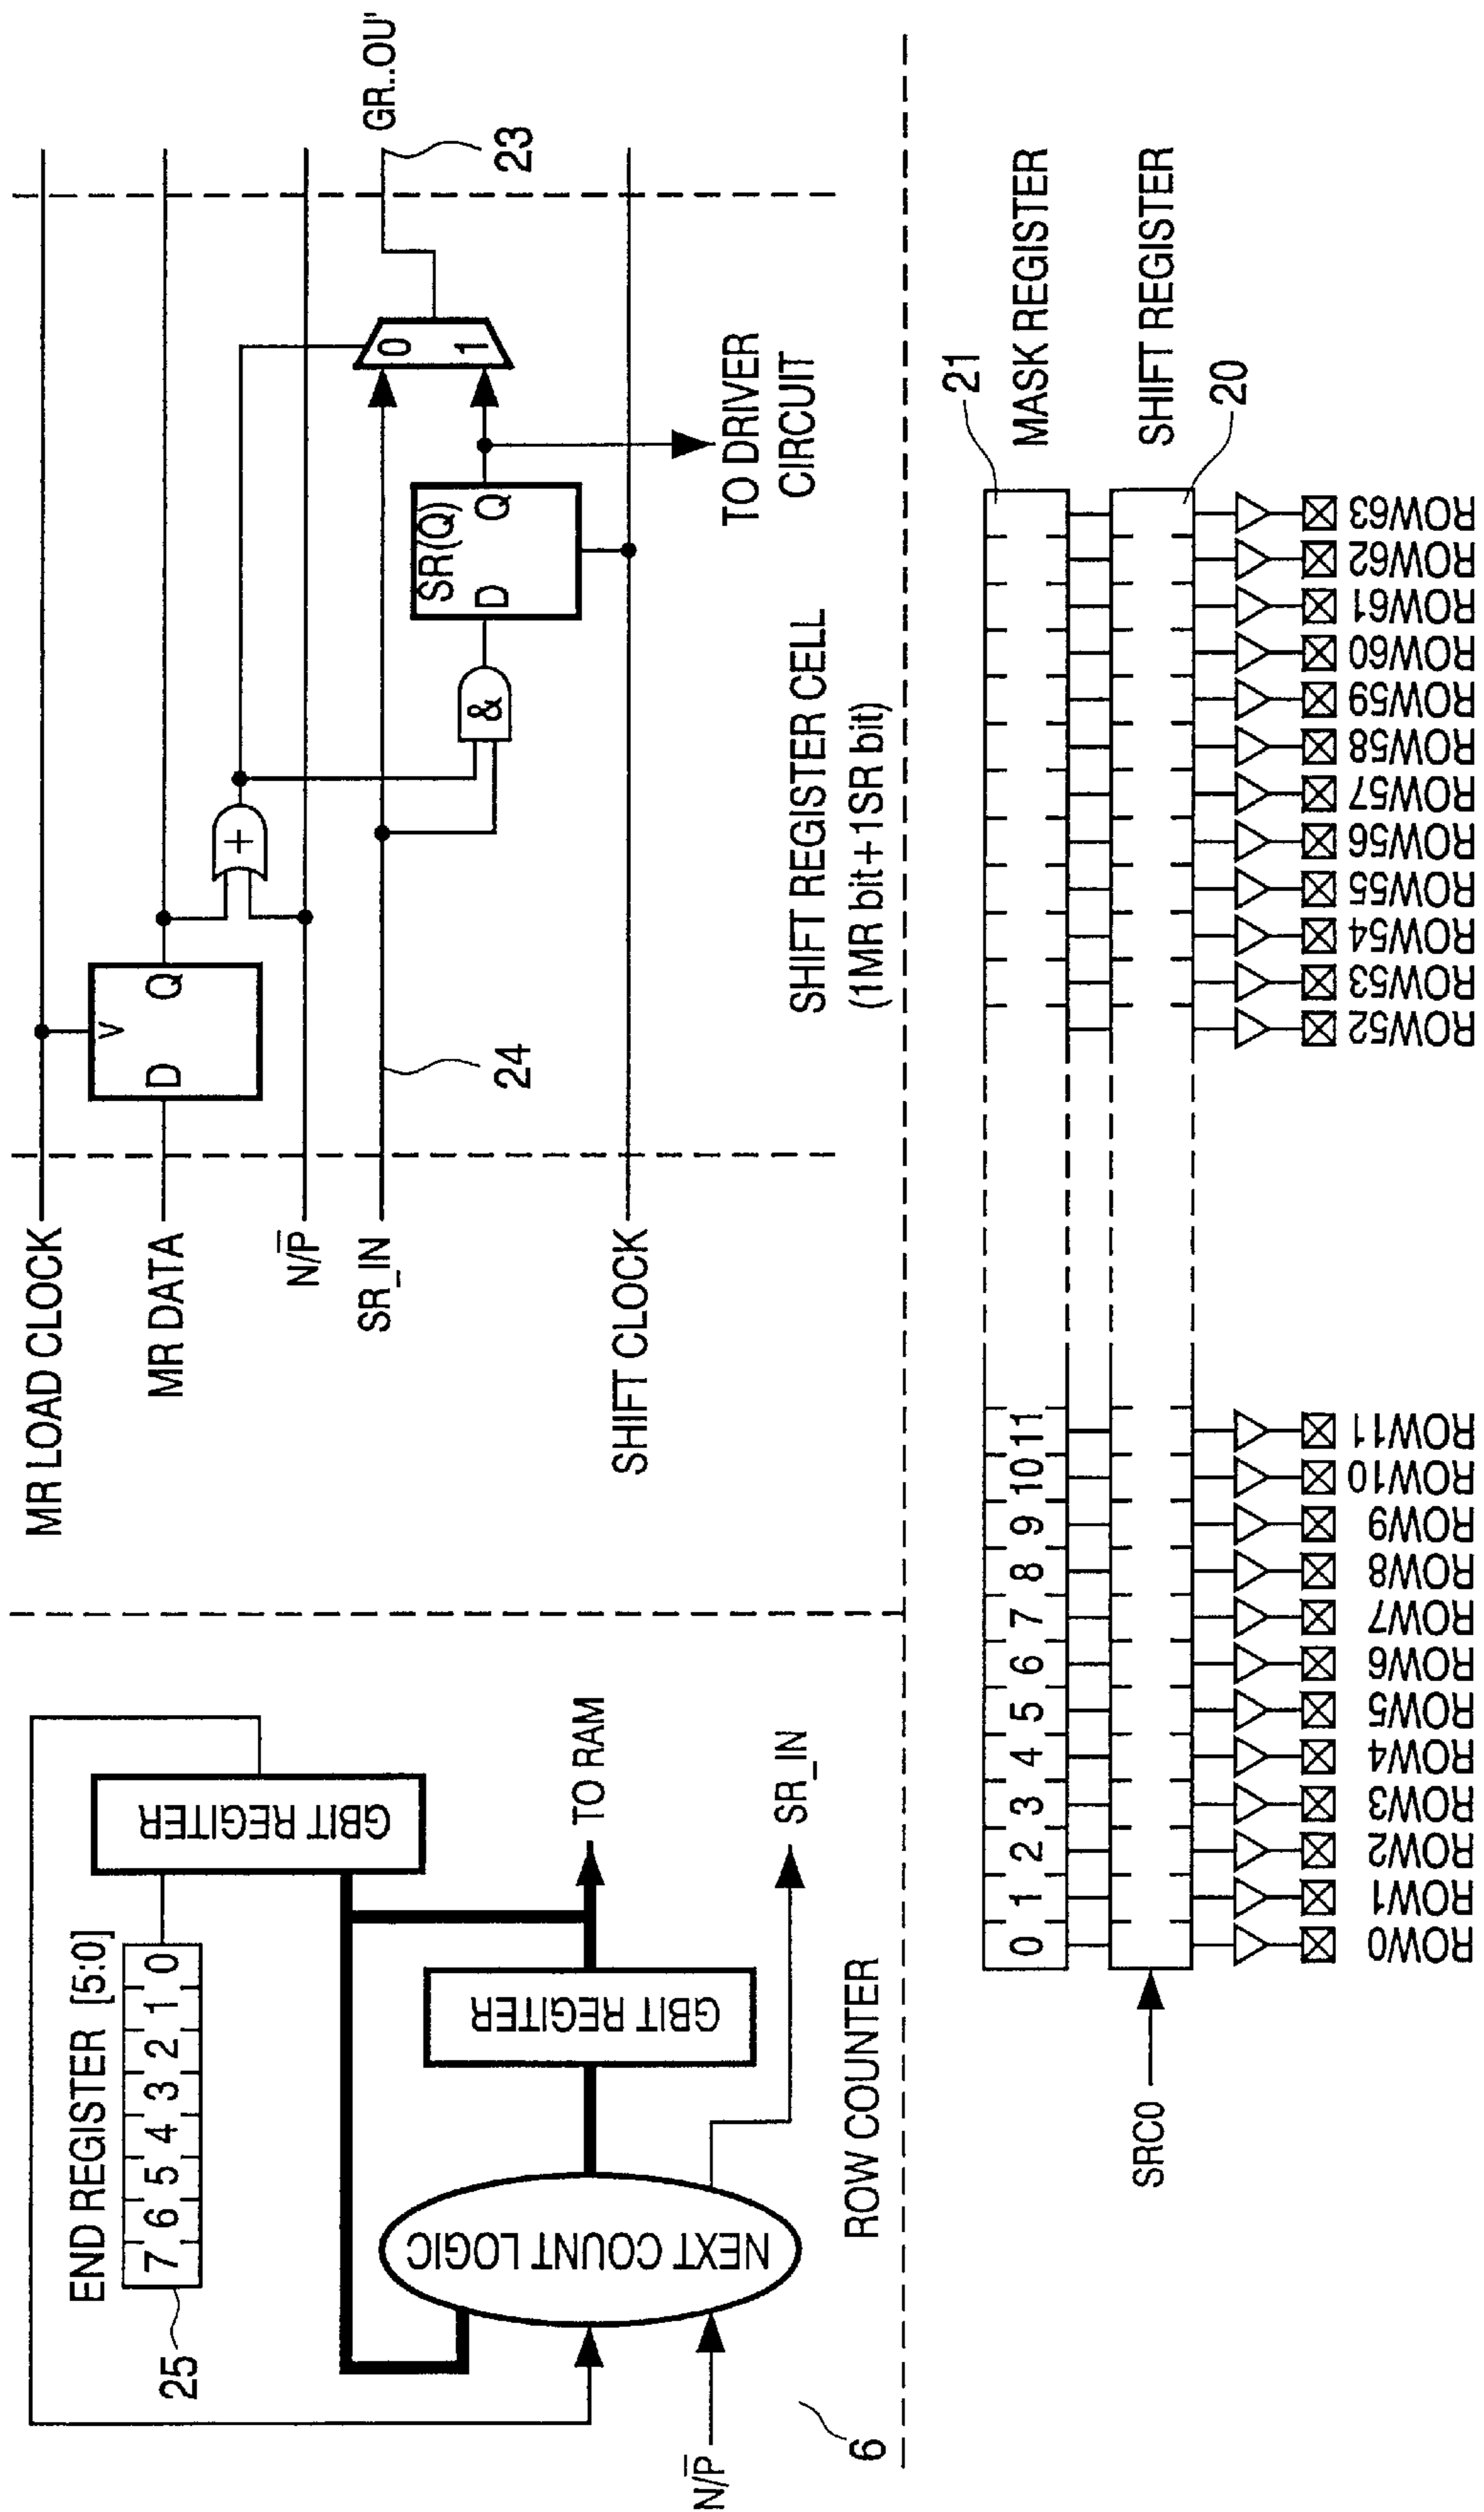 END REGISTER [5:0]
7 6 5 4 3 2 1 0
25
GBIT REGITER
GBIT REGITER
NEXT COUNT LOGIC
TO RAM
SR_IN
N/P̅
6
ROW COUNTER
MR LOAD CLOCK
MR DATA
N/P̅
SR_IN
SHIFT CLOCK
D
V
Q
+
&
24
SR(Q)
D
Q
0
1
GR..OU'
23
TO DRIVER
CIRCUIT
SHIFT REGISTER CELL
(1MR bit+1SR bit)
21
MASK REGISTER
SHIFT REGISTER
20
0 1 2 3 4 5 6 7 8 9 10 11
SRC0
ROW0
ROW1
ROW2
ROW3
ROW4
ROW5
ROW6
ROW7
ROW8
ROW9
ROW10
ROW11
ROW52
ROW53
ROW54
ROW55
ROW56
ROW57
ROW58
ROW59
ROW60
ROW61
ROW62
ROW63